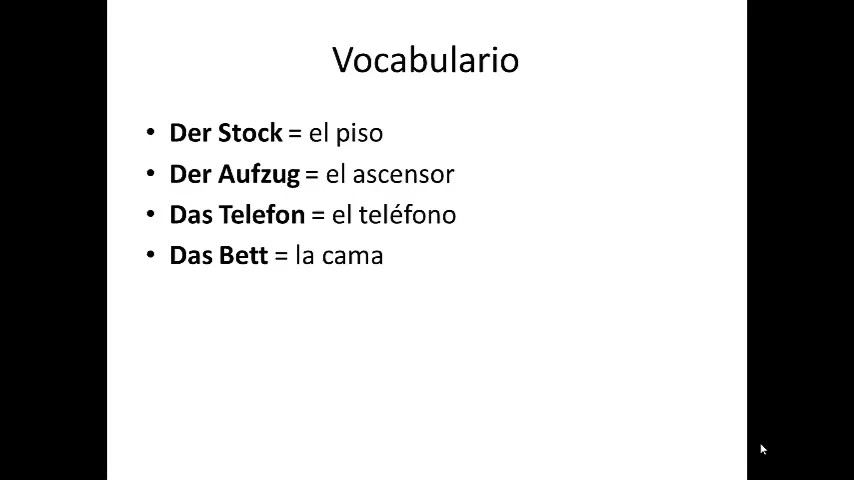 Vocabulario
• Der Stock = el piso
• Der Aufzug = el ascensor
• Das Telefon = el teléfono
• Das Bett = la cama